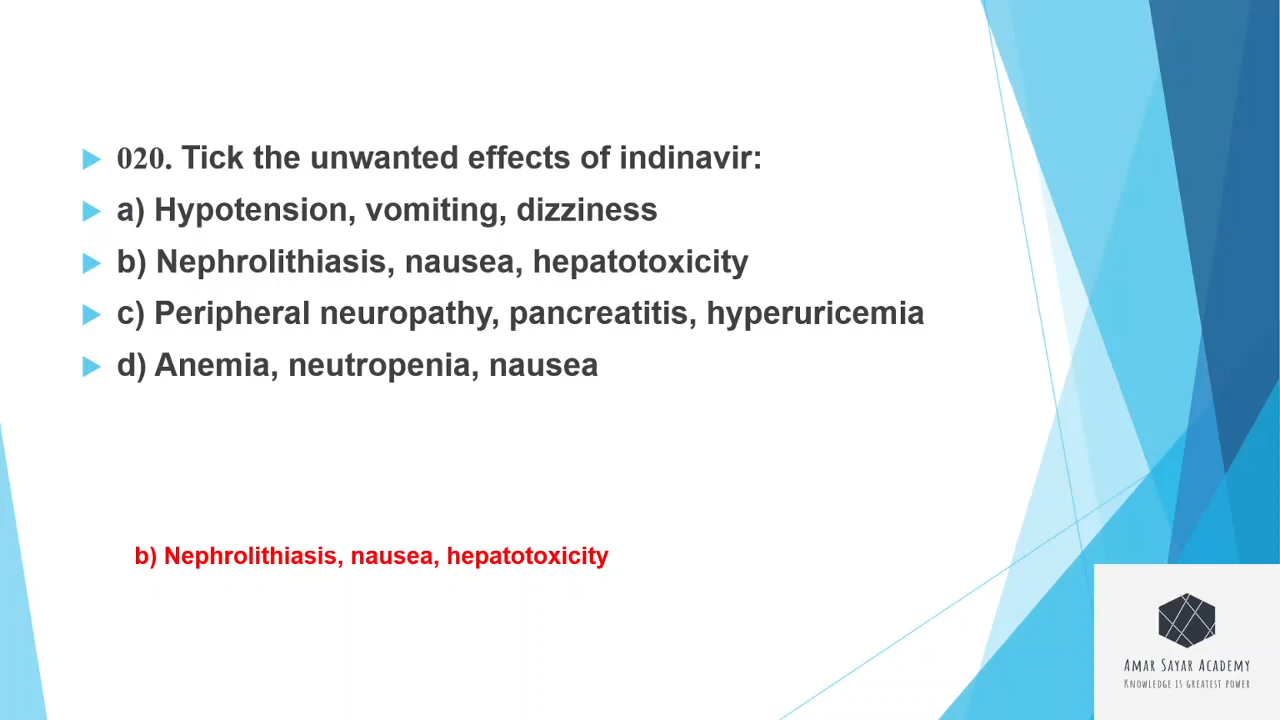 020. Tick the unwanted effects of indinavir:
a) Hypotension, vomiting, dizziness
b) Nephrolithiasis, nausea, hepatotoxicity
c) Peripheral neuropathy, pancreatitis, hyperuricemia
d) Anemia, neutropenia, nausea
b) Nephrolithiasis, nausea, hepatotoxicity
Amar Sayar Academy
Knowledge is greatest power